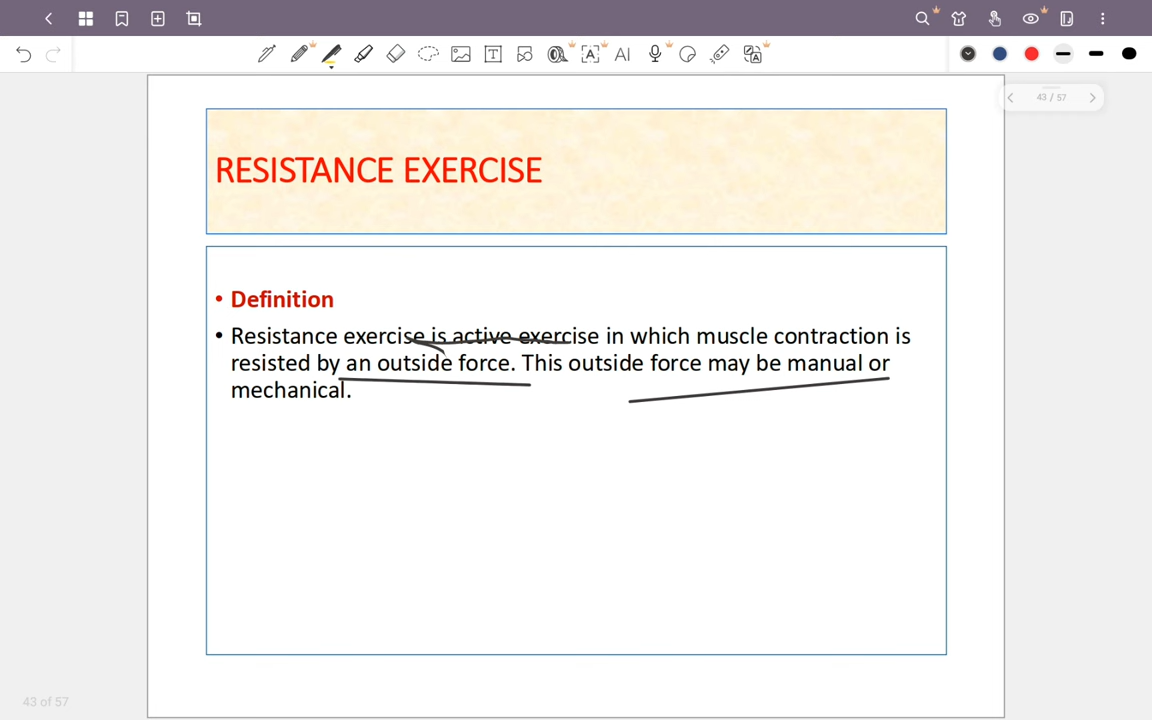 43 / 57
RESISTANCE EXERCISE
• Definition
• Resistance exercise is active exercise in which muscle contraction is
resisted by an outside force. This outside force may be manual or
mechanical.
43 of 57